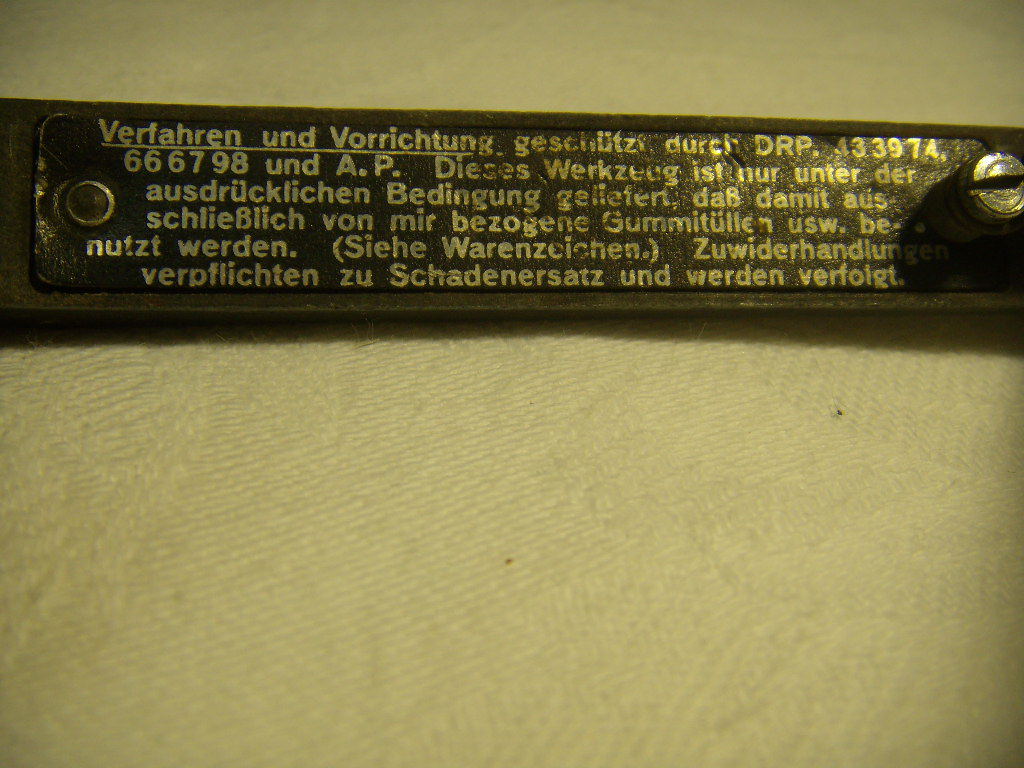 Verfahren und Vorrichtung geschützt durch DRP. 433974,
666798 und A.P. Dieses Werkzeug ist nur unter der
ausdrücklichen Bedingung geliefert, daß damit aus
schließlich von mir bezogene Gummitüllen usw. be-
nutzt werden. (Siehe Warenzeichen.) Zuwiderhandlungen
verpflichten zu Schadenersatz und werden verfolgt.